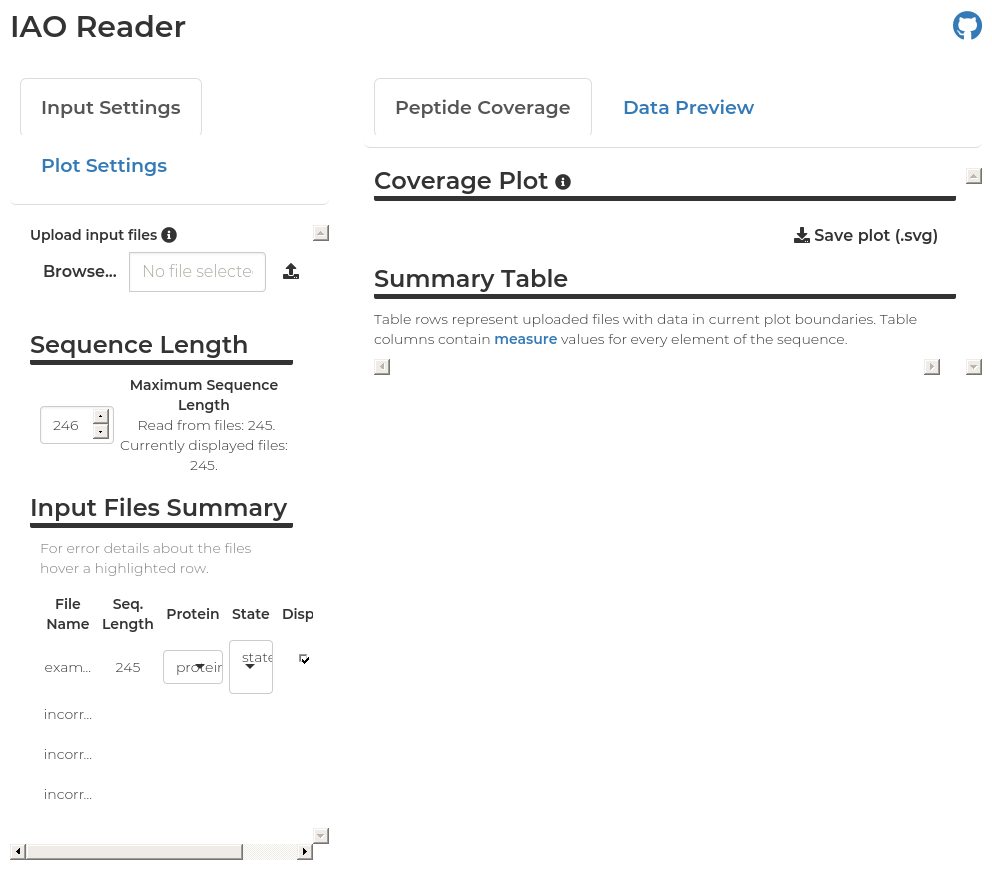 IAO Reader
Input Settings
Plot Settings
Upload input files
Browse...
No file selecte
Sequence Length
246
Maximum Sequence
Length
Read from files: 245.
Currently displayed files:
245.
Input Files Summary
For error details about the files
hover a highlighted row.
File Name
Seq. Length
Protein
State
Disp
exam...
245
protein
state
incorr...
incorr...
incorr...
Peptide Coverage
Data Preview
Coverage Plot
Save plot (.svg)
Summary Table
Table rows represent uploaded files with data in current plot boundaries. Table
columns contain measure values for every element of the sequence.